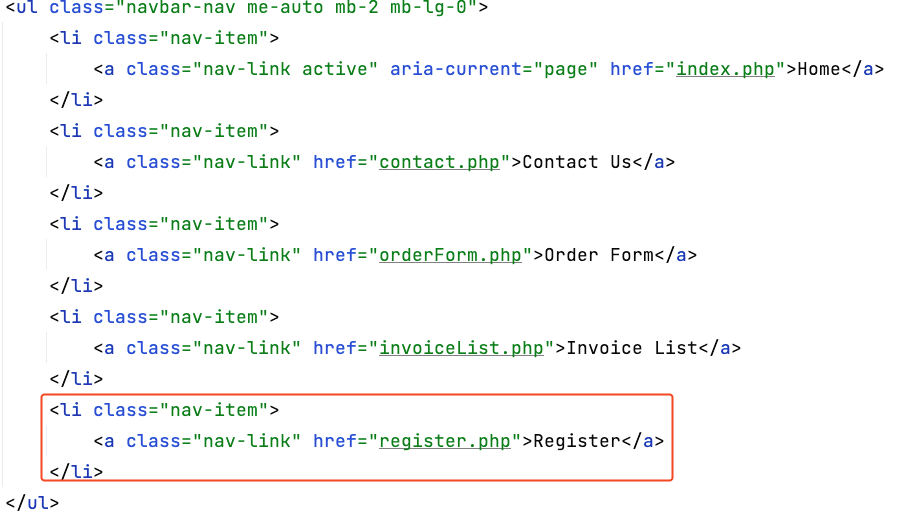 <ul class="navbar-nav me-auto mb-2 mb-lg-0">
<li class="nav-item">
<a class="nav-link active" aria-current="page" href="index.php">Home</a>
</li>
<li class="nav-item">
<a class="nav-link" href="contact.php">Contact Us</a>
</li>
<li class="nav-item">
<a class="nav-link" href="orderForm.php">Order Form</a>
</li>
<li class="nav-item">
<a class="nav-link" href="invoiceList.php">Invoice List</a>
</li>
<li class="nav-item">
<a class="nav-link" href="register.php">Register</a>
</li>
</ul>